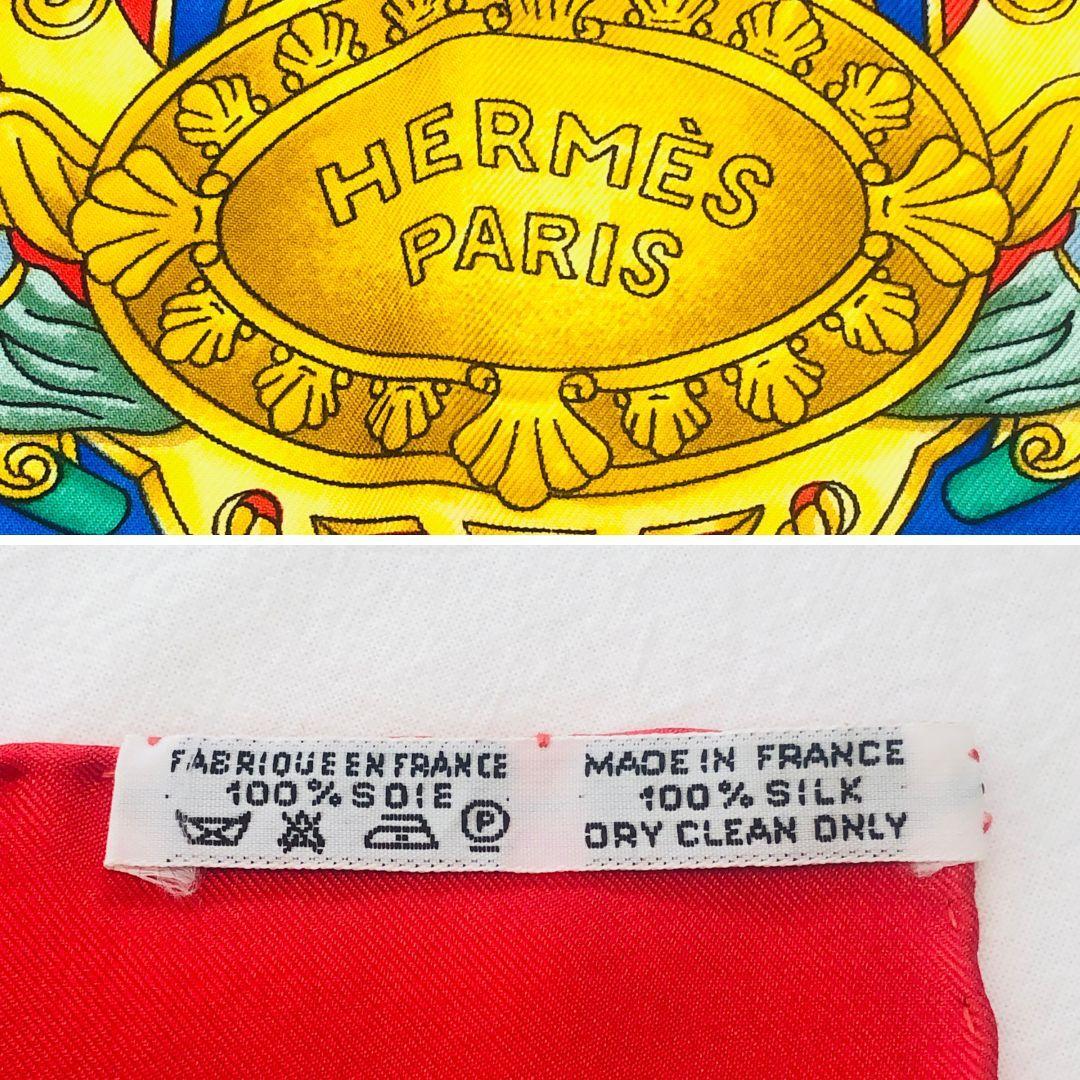 HERMÈS
PARIS
FABRIQUE EN FRANCE
100% SOIE
P
MADE IN FRANCE
100% SILK
DRY CLEAN ONLY